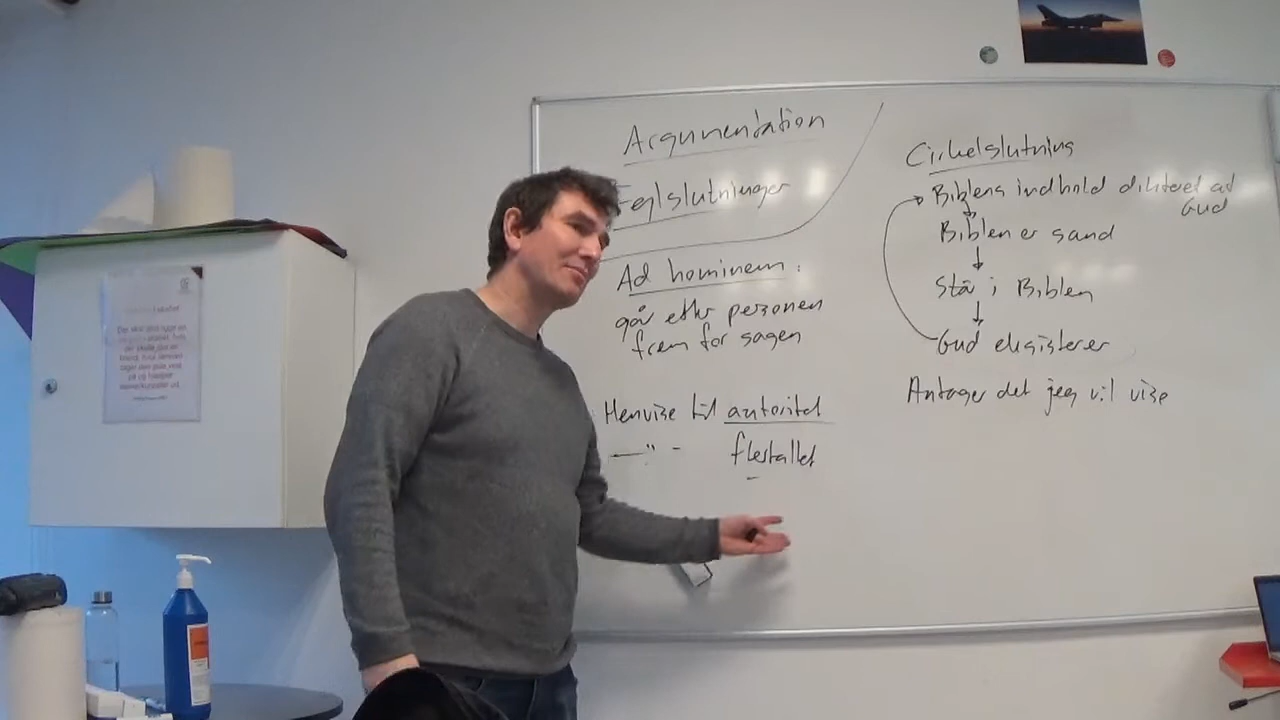 Argumentation
Fejlslutninger
Ad hominem:
går efter personen
frem for sagen
Henvise til autoritet
—"— flertallet
Cirkelslutning
Biblens indhold dikteret af
Gud
Biblen er sand
Stå i Biblen
Gud eksisterer
Antager det jeg vil vise